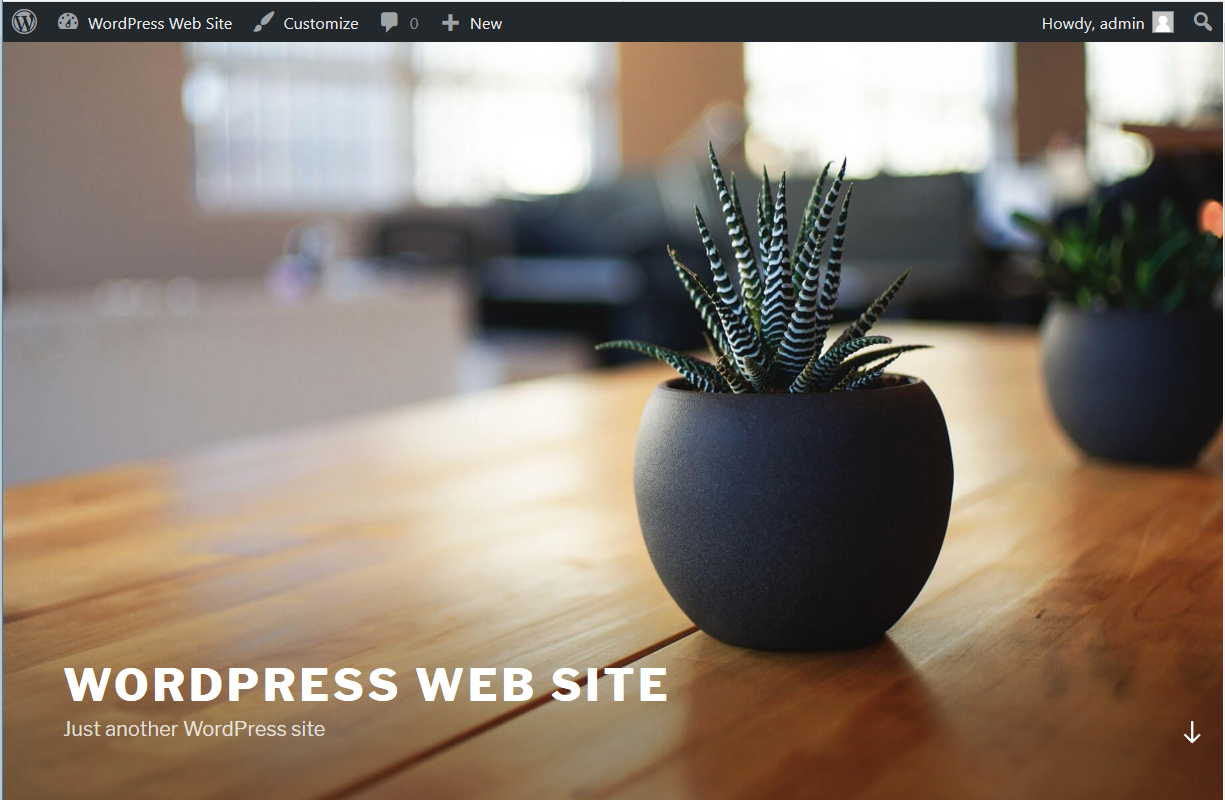 WordPress Web Site Customize 0 New Howdy, admin
WORDPRESS WEB SITE
Just another WordPress site